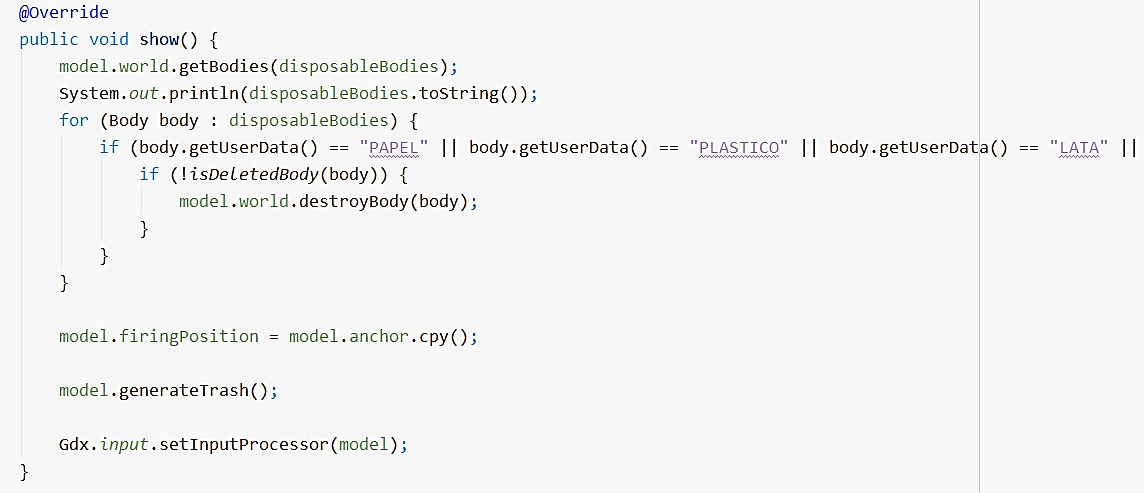 @Override
public void show() {
    model.world.getBodies(disposableBodies);
    System.out.println(disposableBodies.toString());
    for (Body body : disposableBodies) {
        if (body.getUserData() == "PAPEL" || body.getUserData() == "PLASTICO" || body.getUserData() == "LATA" ||
            if (!isDeletedBody(body)) {
                model.world.destroyBody(body);
            }
        }
    }

    model.firingPosition = model.anchor.cpy();

    model.generateTrash();

    Gdx.input.setInputProcessor(model);
}